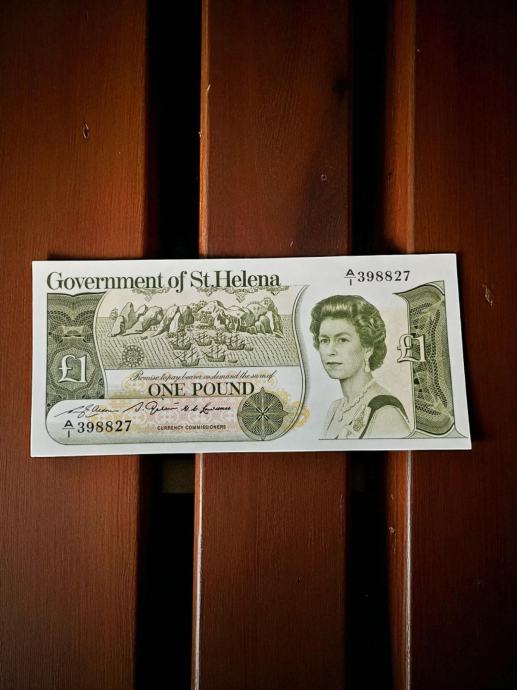 Government of St.Helena
A/1 398827
£1
£1
Promise to pay bearer on demand the sum of
ONE POUND
A/1 398827
CURRENCY COMMISSIONERS